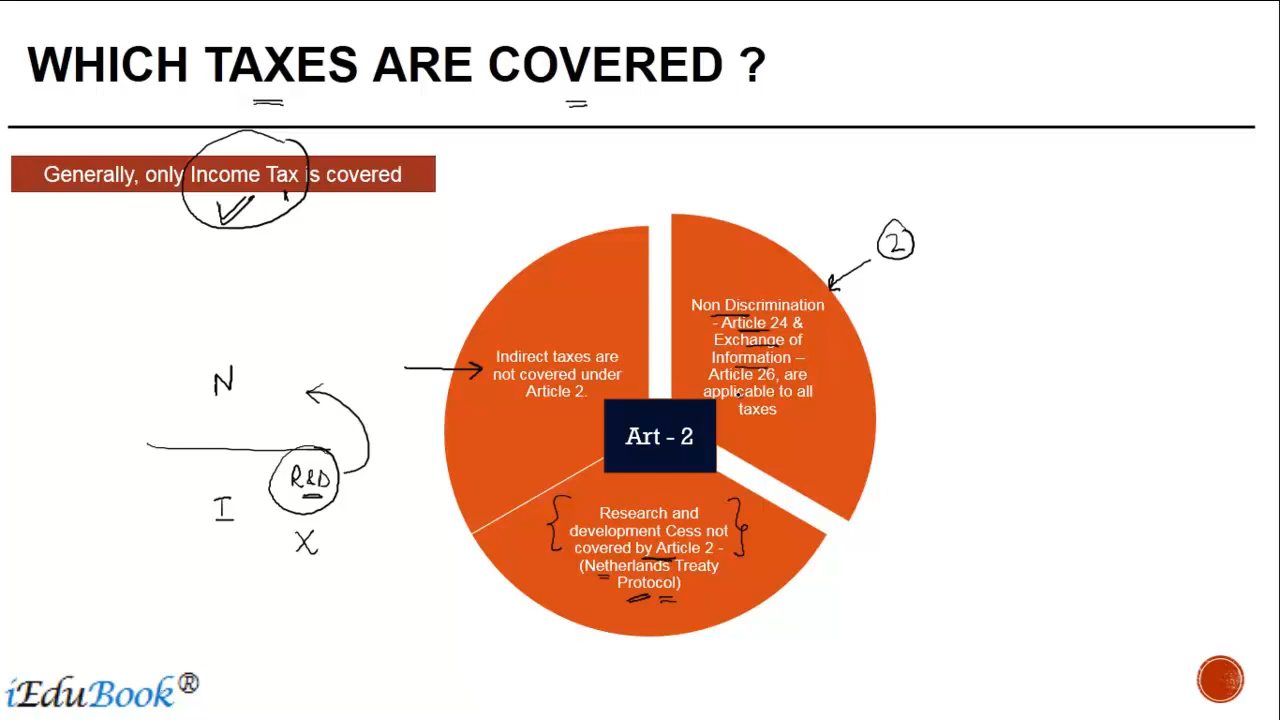 WHICH TAXES ARE COVERED ?
Generally, only Income Tax is covered
2
Non Discrimination
- Article 24 &
Exchange of
Information –
Article 26, are
applicable to all
taxes
Indirect taxes are
not covered under
Article 2.
Art - 2
Research and
development Cess not
covered by Article 2 -
(Netherlands Treaty
Protocol)
N
R&D
I
X
iEduBook®